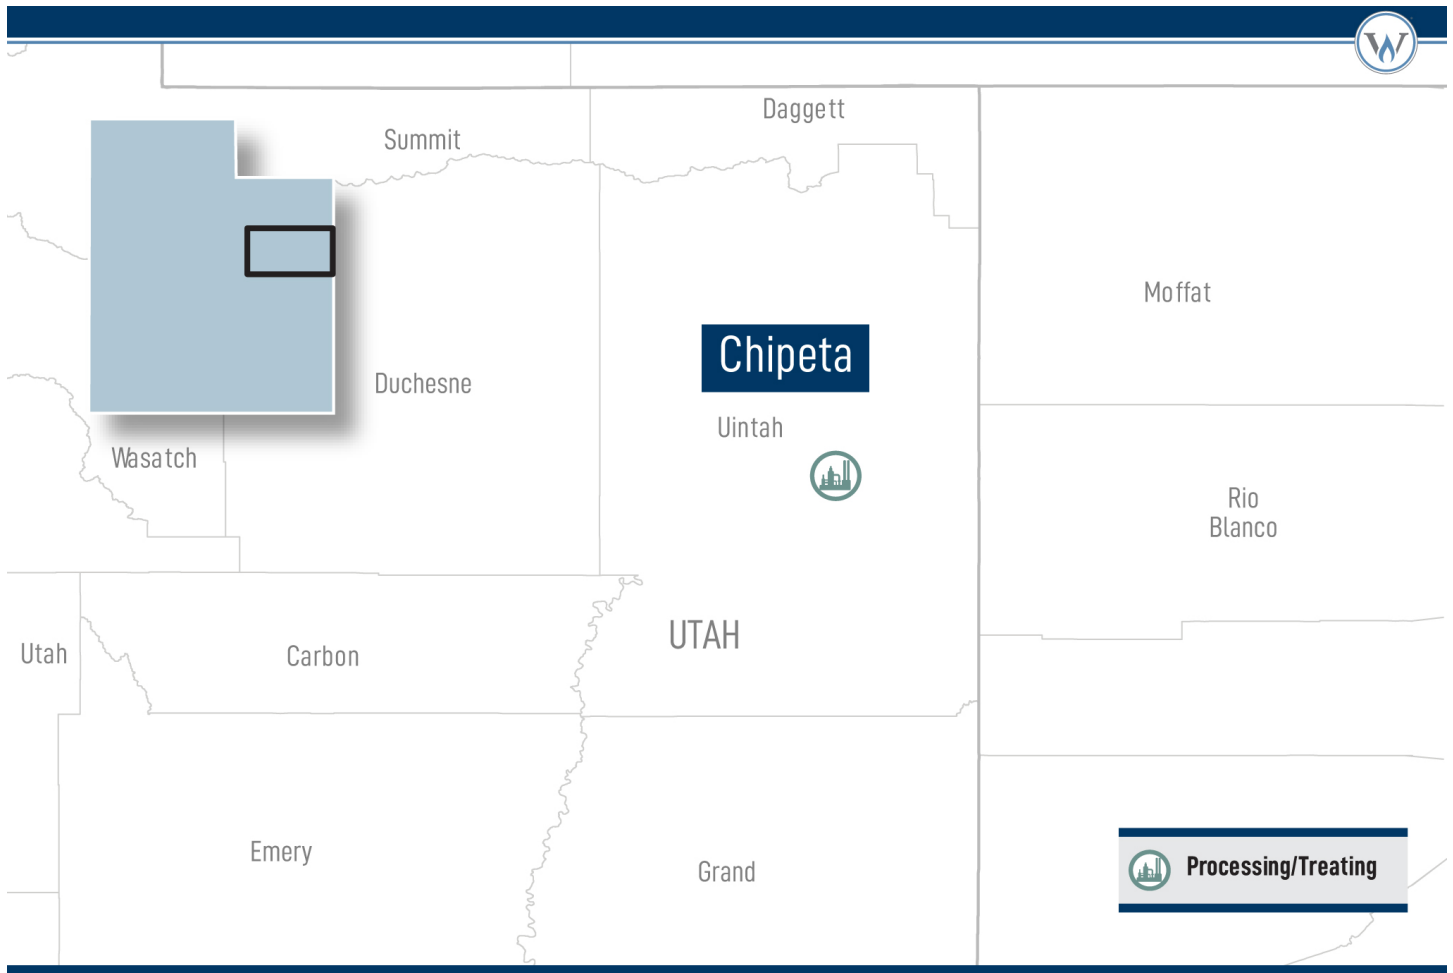 W
Daggett
Summit
Moffat
Chipeta
Duchesne
Uintah
Wasatch
Rio
Blanco
UTAH
Utah
Carbon
Emery
Grand
Processing/Treating